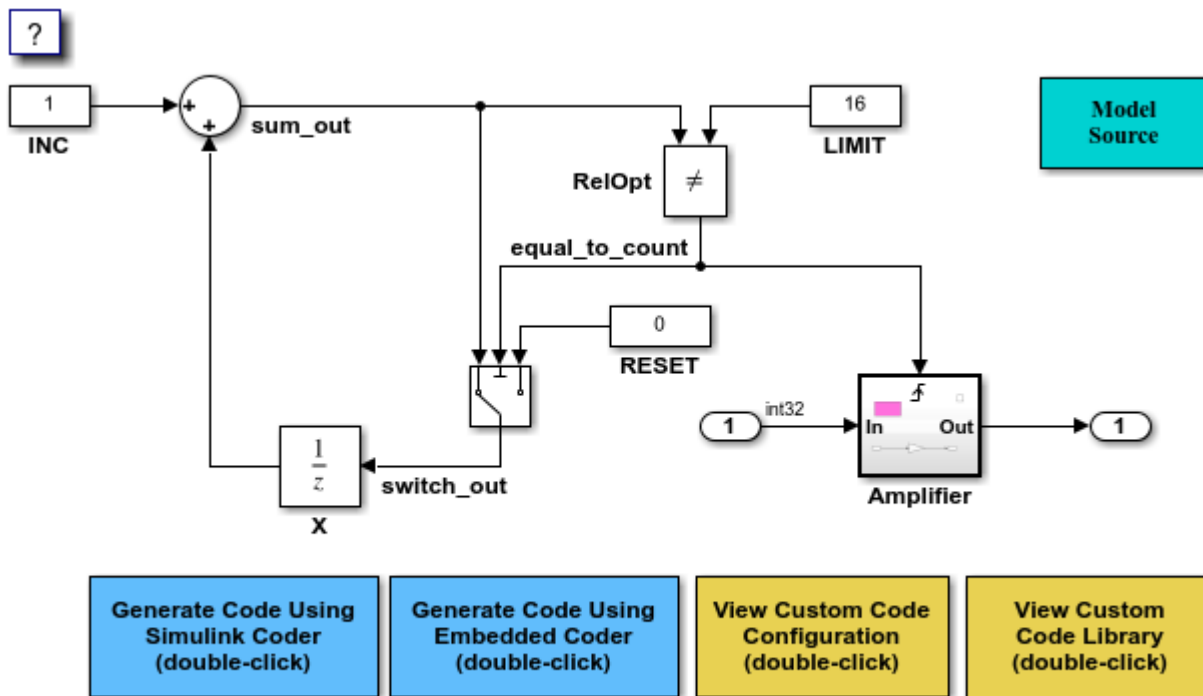 ?
1
INC
+
+
sum_out
16
LIMIT
Model
Source
RelOpt
≠
equal_to_count
0
RESET
1
z
X
switch_out
1
int32
In
Out
1
Amplifier
Generate Code Using
Simulink Coder
(double-click)
Generate Code Using
Embedded Coder
(double-click)
View Custom Code
Configuration
(double-click)
View Custom
Code Library
(double-click)